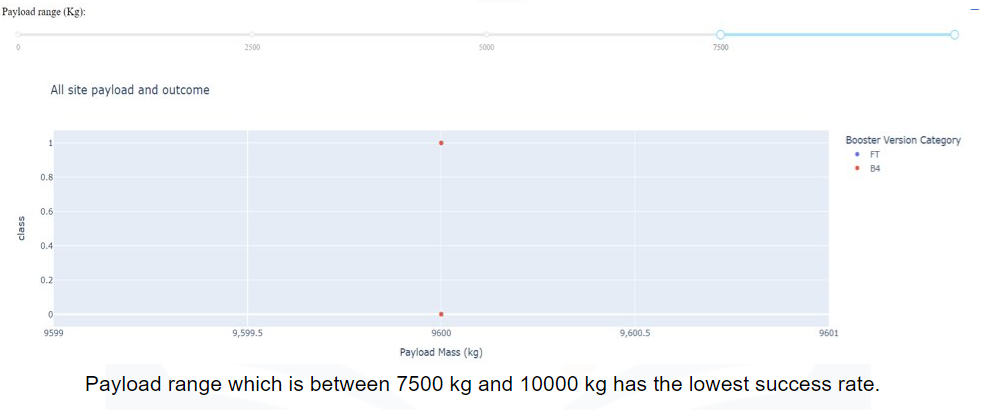 Payload range (Kg):
0 2500 5000 7500
All site payload and outcome
Booster Version Category
FT
B4
1
0.8
0.6
0.4
0.2
0
class
9599 9,599.5 9600 9,600.5 9601
Payload Mass (kg)
Payload range which is between 7500 kg and 10000 kg has the lowest success rate.